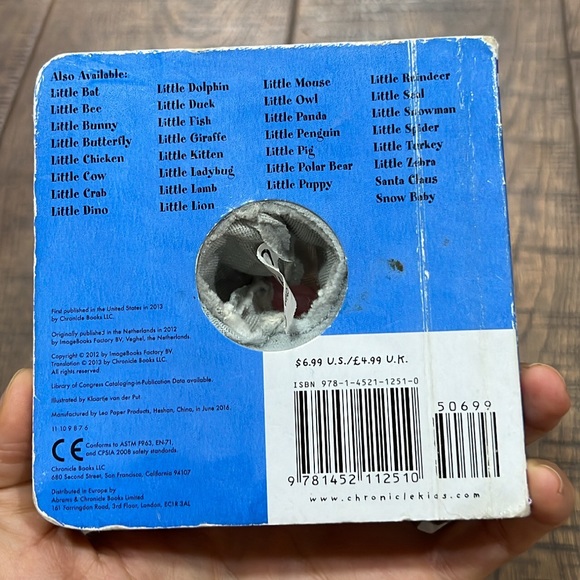 Also Available:
Little Bat
Little Bee
Little Bunny
Little Butterfly
Little Chicken
Little Cow
Little Crab
Little Dino
Little Dolphin
Little Duck
Little Fish
Little Giraffe
Little Kitten
Little Ladybug
Little Lamb
Little Lion
Little Mouse
Little Owl
Little Panda
Little Penguin
Little Pig
Little Polar Bear
Little Puppy
Little Reindeer
Little Seal
Little Snowman
Little Spider
Little Turkey
Little Zebra
Santa Claus
Snow Baby
First published in the United States in 2013
by Chronicle Books LLC.
Originally published in the Netherlands in 2012
by ImageBooks Factory BV, Veghel, the Netherlands.
Copyright © 2012 by ImageBooks Factory BV.
Translation © 2013 by Chronicle Books LLC.
All rights reserved.
Library of Congress Cataloging-in-Publication Data available.
Illustrated by Klaartje van der Put.
Manufactured by Leo Paper Products, Heshan, China, in June 2016.
11 10 9 8 7 6
CE Conforms to ASTM F963, EN-71,
and CPSIA 2008 safety standards.
Chronicle Books LLC
680 Second Street, San Francisco, California 94107
Distributed in Europe by
Abrams & Chronicle Books Limited
161 Farringdon Road, 3rd Floor, London, EC1R 3AL
$6.99 U.S./£4.99 U.K.
ISBN 978-1-4521-1251-0
50699
9 781452 112510
www.chroniclekids.com